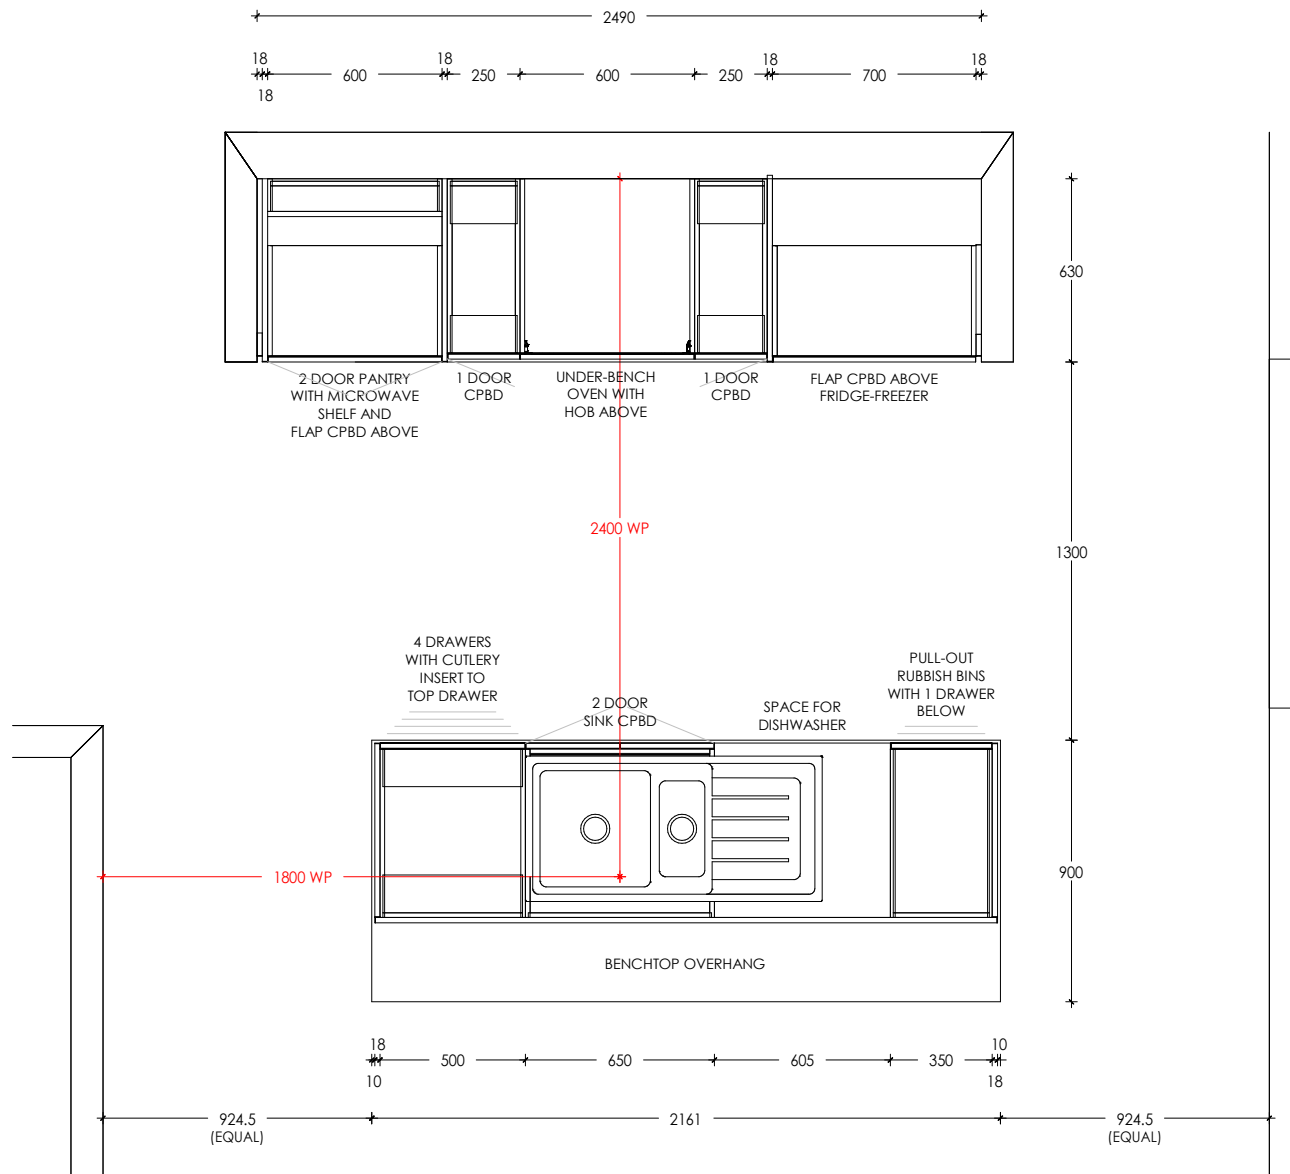 2490
18
18
18
18
600
250
600
250
700
18
2 DOOR PANTRY
WITH MICROWAVE
SHELF AND
FLAP CPBD ABOVE
1 DOOR
CPBD
UNDER-BENCH
OVEN WITH
HOB ABOVE
1 DOOR
CPBD
FLAP CPBD ABOVE
FRIDGE-FREEZER
630
2400 WP
1300
4 DRAWERS
WITH CUTLERY
INSERT TO
TOP DRAWER
2 DOOR
SINK CPBD
SPACE FOR
DISHWASHER
PULL-OUT
RUBBISH BINS
WITH 1 DRAWER
BELOW
1800 WP
900
BENCHTOP OVERHANG
18
10
500
650
605
350
10
18
924.5
(EQUAL)
2161
924.5
(EQUAL)